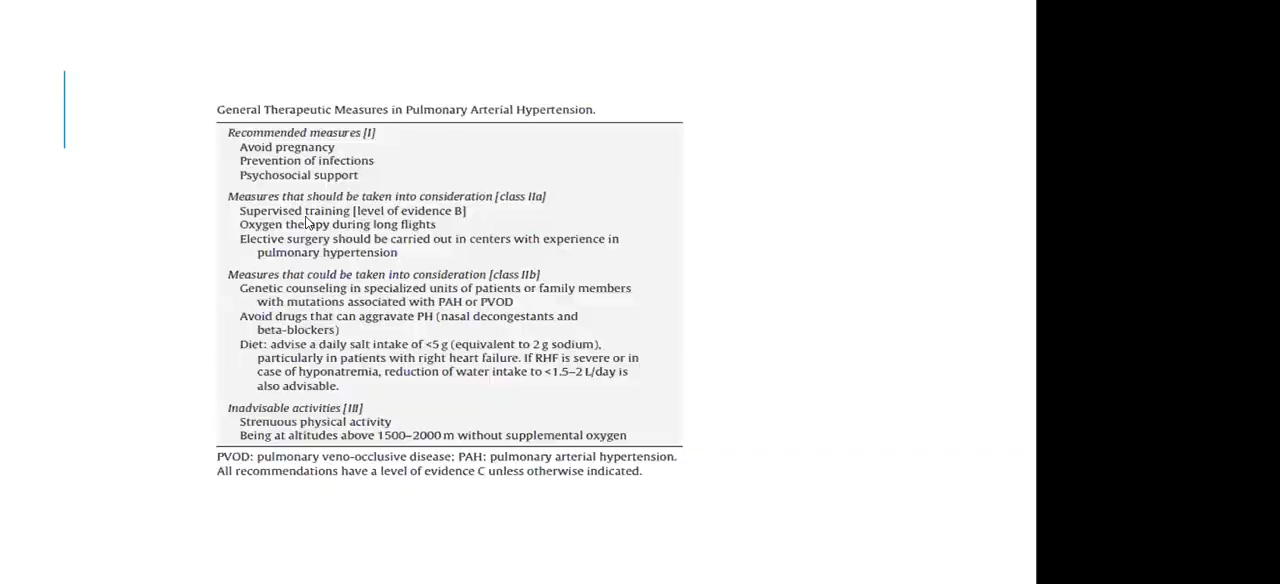 General Therapeutic Measures in Pulmonary Arterial Hypertension.
Recommended measures [I]
Avoid pregnancy
Prevention of infections
Psychosocial support
Measures that should be taken into consideration [class IIa]
Supervised training [level of evidence B]
Oxygen therapy during long flights
Elective surgery should be carried out in centers with experience in
pulmonary hypertension
Measures that could be taken into consideration [class IIb]
Genetic counseling in specialized units of patients or family members
with mutations associated with PAH or PVOD
Avoid drugs that can aggravate PH (nasal decongestants and
beta-blockers)
Diet: advise a daily salt intake of <5 g (equivalent to 2 g sodium),
particularly in patients with right heart failure. If RHF is severe or in
case of hyponatremia, reduction of water intake to <1.5–2 L/day is
also advisable.
Inadvisable activities [III]
Strenuous physical activity
Being at altitudes above 1500–2000 m without supplemental oxygen
PVOD: pulmonary veno-occlusive disease; PAH: pulmonary arterial hypertension.
All recommendations have a level of evidence C unless otherwise indicated.